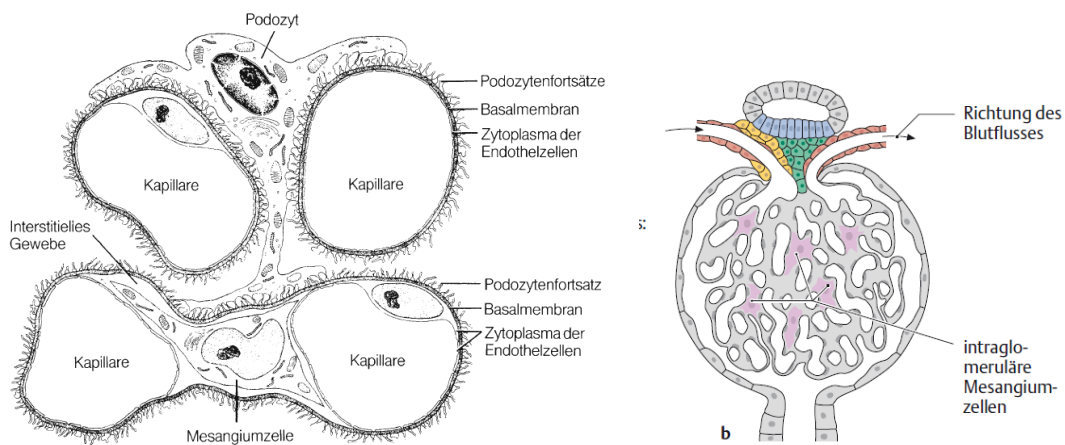 Podozyt
Podozytenfortsätze
Basalmembran
Zytoplasma der
Endothelzellen
Kapillare
Kapillare
Interstitielles
Gewebe
Podozytenfortsatz
Basalmembran
Zytoplasma der
Endothelzellen
Kapillare
Kapillare
Mesangiumzelle
s:
Richtung des
Blutflusses
intraglo-
meruläre
Mesangium-
zellen
b